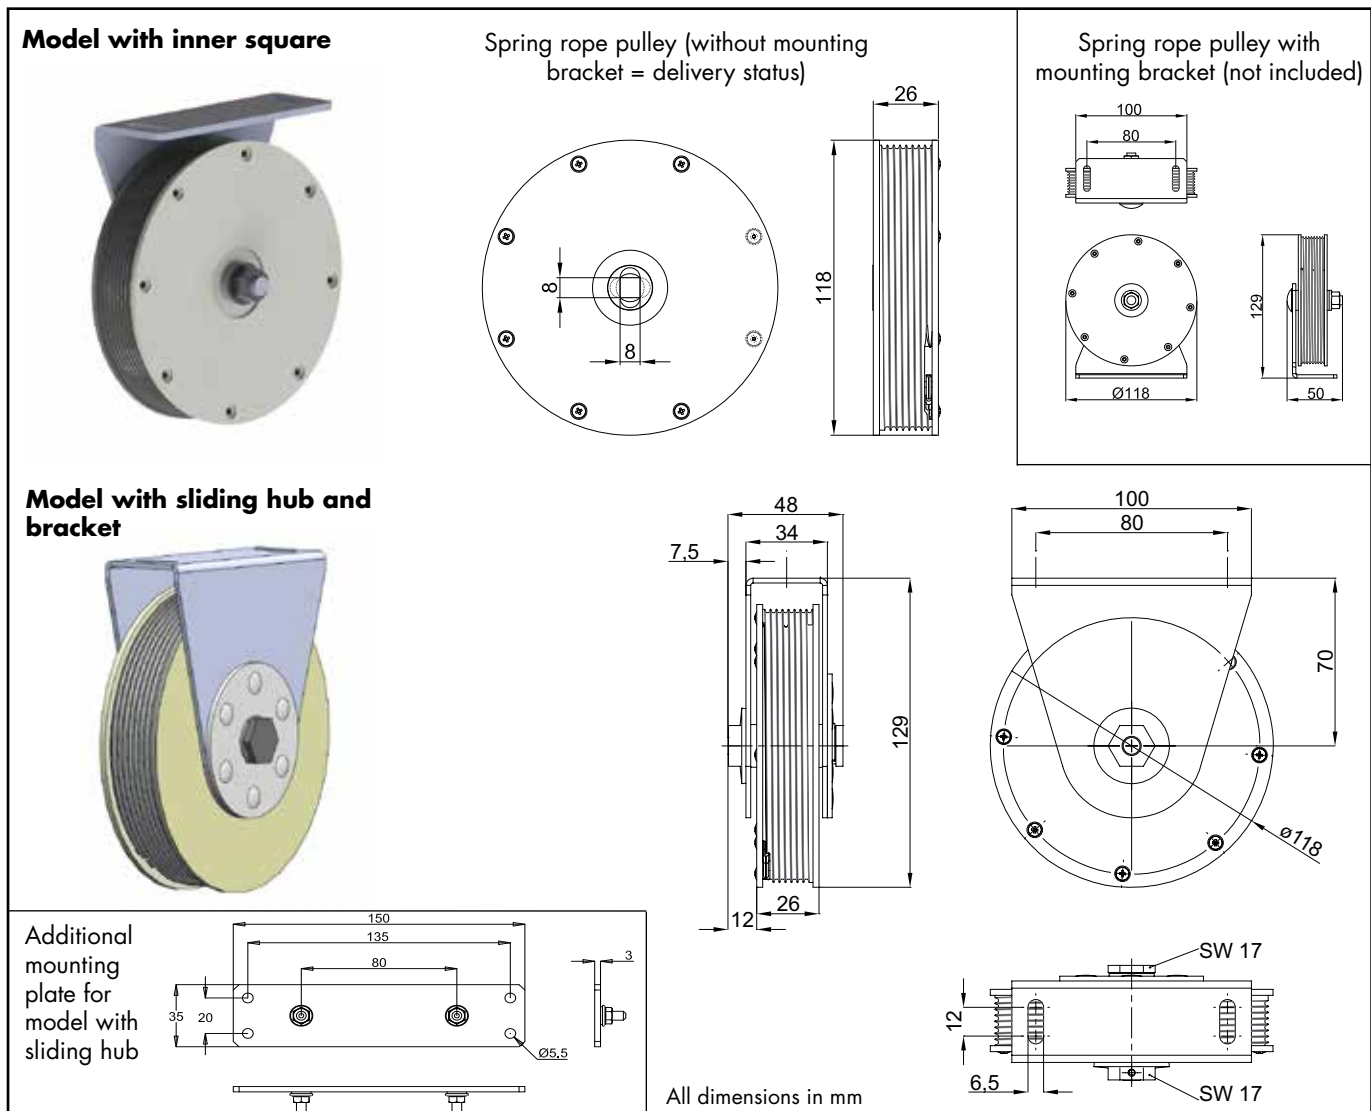 Model with inner square
Spring rope pulley (without mounting
bracket = delivery status)
26
118
8
8
Spring rope pulley with
mounting bracket (not included)
100
80
129
Ø118
50
Model with sliding hub and
bracket
48
34
7,5
129
26
12
100
80
70
ø118
Additional
mounting
plate for
model with
sliding hub
150
135
80
35
20
Ø5,5
3
SW 17
12
6,5
SW 17
All dimensions in mm